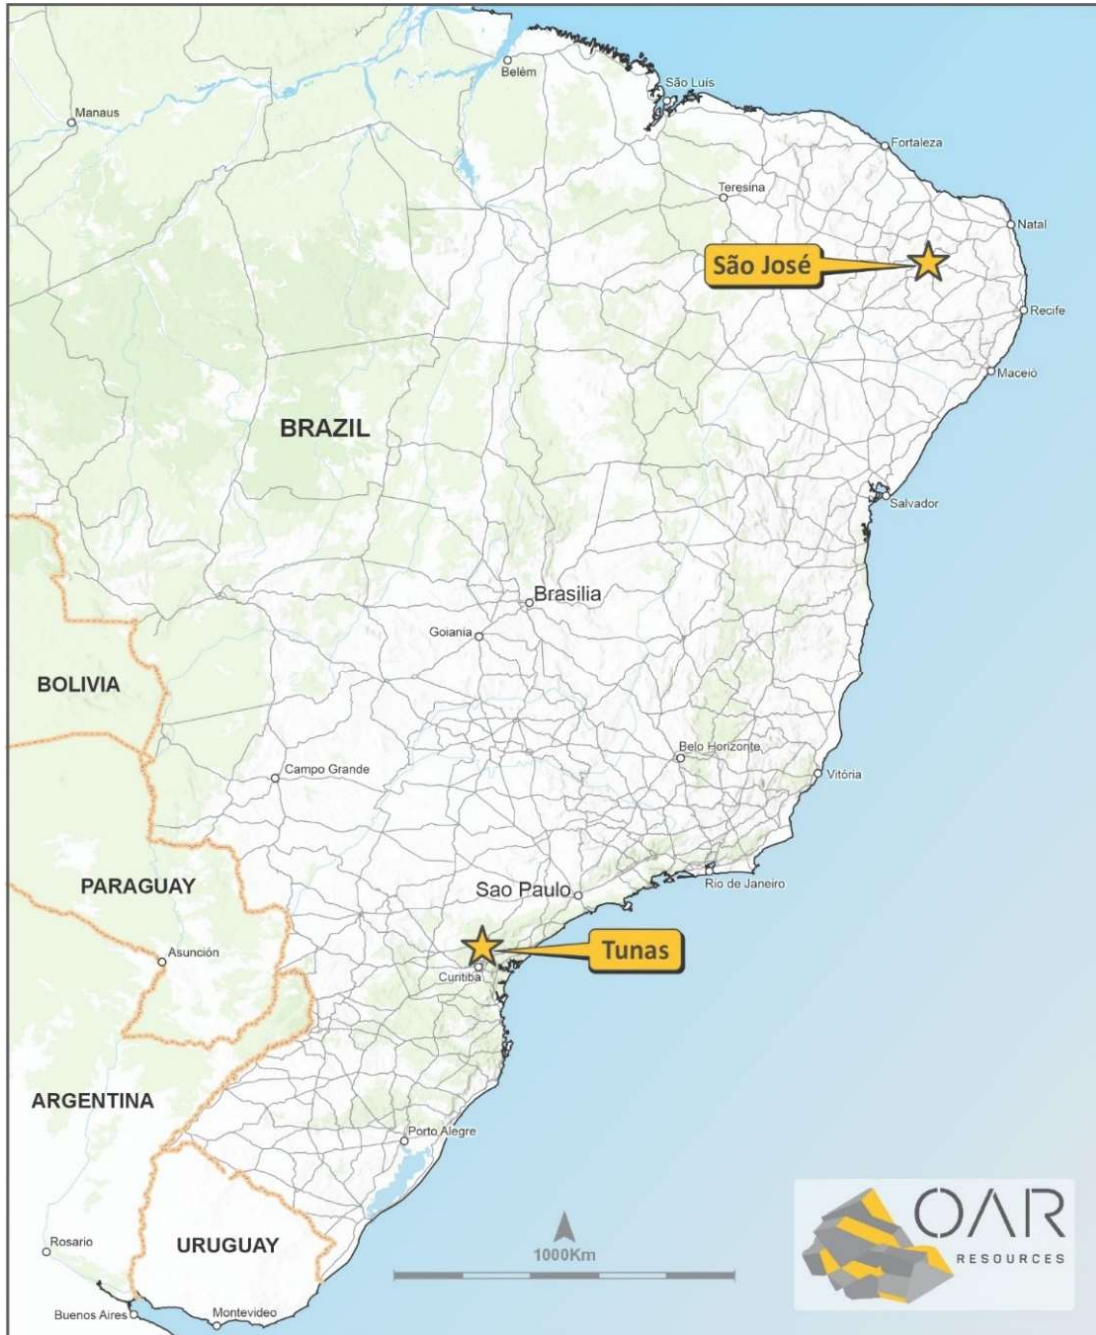 Belém
São Luís
Manaus
Fortaleza
Teresina
Natal
São José
Recife
Maceió
BRAZIL
Salvador
Brasilia
Goiania
BOLIVIA
Belo Horizonte
Campo Grande
Vitória
PARAGUAY
Sao Paulo
Rio de Janeiro
Asunción
Tunas
Curitiba
ARGENTINA
Porto Alegre
OAR
RESOURCES
Rosario
URUGUAY
1000Km
Buenos Aires
Montevideo